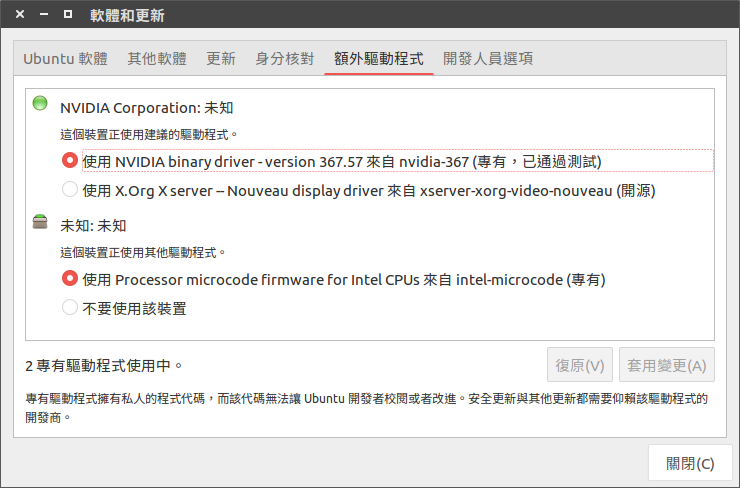 軟體和更新
Ubuntu 軟體 其他軟體 更新 身分核對 額外驅動程式 開發人員選項
NVIDIA Corporation: 未知
這個裝置正使用建議的驅動程式。
使用 NVIDIA binary driver - version 367.57 來自 nvidia-367 (專有，已通過測試)
使用 X.Org X server -- Nouveau display driver 來自 xserver-xorg-video-nouveau (開源)
未知: 未知
這個裝置正使用其他驅動程式。
使用 Processor microcode firmware for Intel CPUs 來自 intel-microcode (專有)
不要使用該裝置
2 專有驅動程式使用中。
復原(V) 套用變更(A)
專有驅動程式擁有私人的程式代碼，而該代碼無法讓 Ubuntu 開發者校閱或者改進。安全更新與其他更新都需要仰賴該驅動程式的
開發商。
關閉(C)